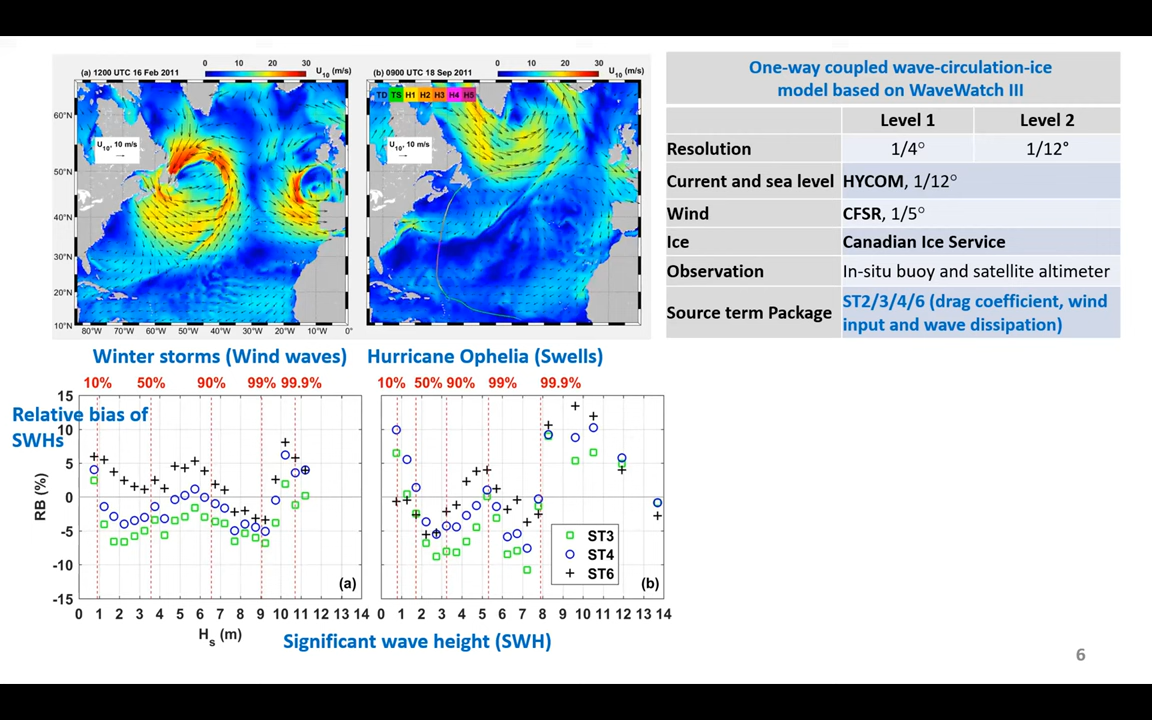 (a) 1200 UTC 16 Feb 2011
0 10 20 30 U10 (m/s)
(b) 0900 UTC 18 Sep 2011
0 10 20 30 U10 (m/s)
TD TS H1 H2 H3 H4 H5
U10, 10 m/s
U10, 10 m/s
60°N
50°N
40°N
30°N
20°N
10°N
80°W 70°W 60°W 50°W 40°W 30°W 20°W 10°W 0°
Winter storms (Wind waves)
Hurricane Ophelia (Swells)
One-way coupled wave-circulation-ice
model based on WaveWatch III
Level 1 Level 2
Resolution 1/4° 1/12°
Current and sea level HYCOM, 1/12°
Wind CFSR, 1/5°
Ice Canadian Ice Service
Observation In-situ buoy and satellite altimeter
Source term Package ST2/3/4/6 (drag coefficient, wind
input and wave dissipation)
10% 50% 90% 99% 99.9%
10% 50% 90% 99% 99.9%
Relative bias of
SWHs
RB (%)
15
10
5
0
-5
-10
-15
(a)
ST3
ST4
ST6
(b)
0 1 2 3 4 5 6 7 8 9 10 11 12 13 14
0 1 2 3 4 5 6 7 8 9 10 11 12 13 14
Hs (m)
Significant wave height (SWH)
6